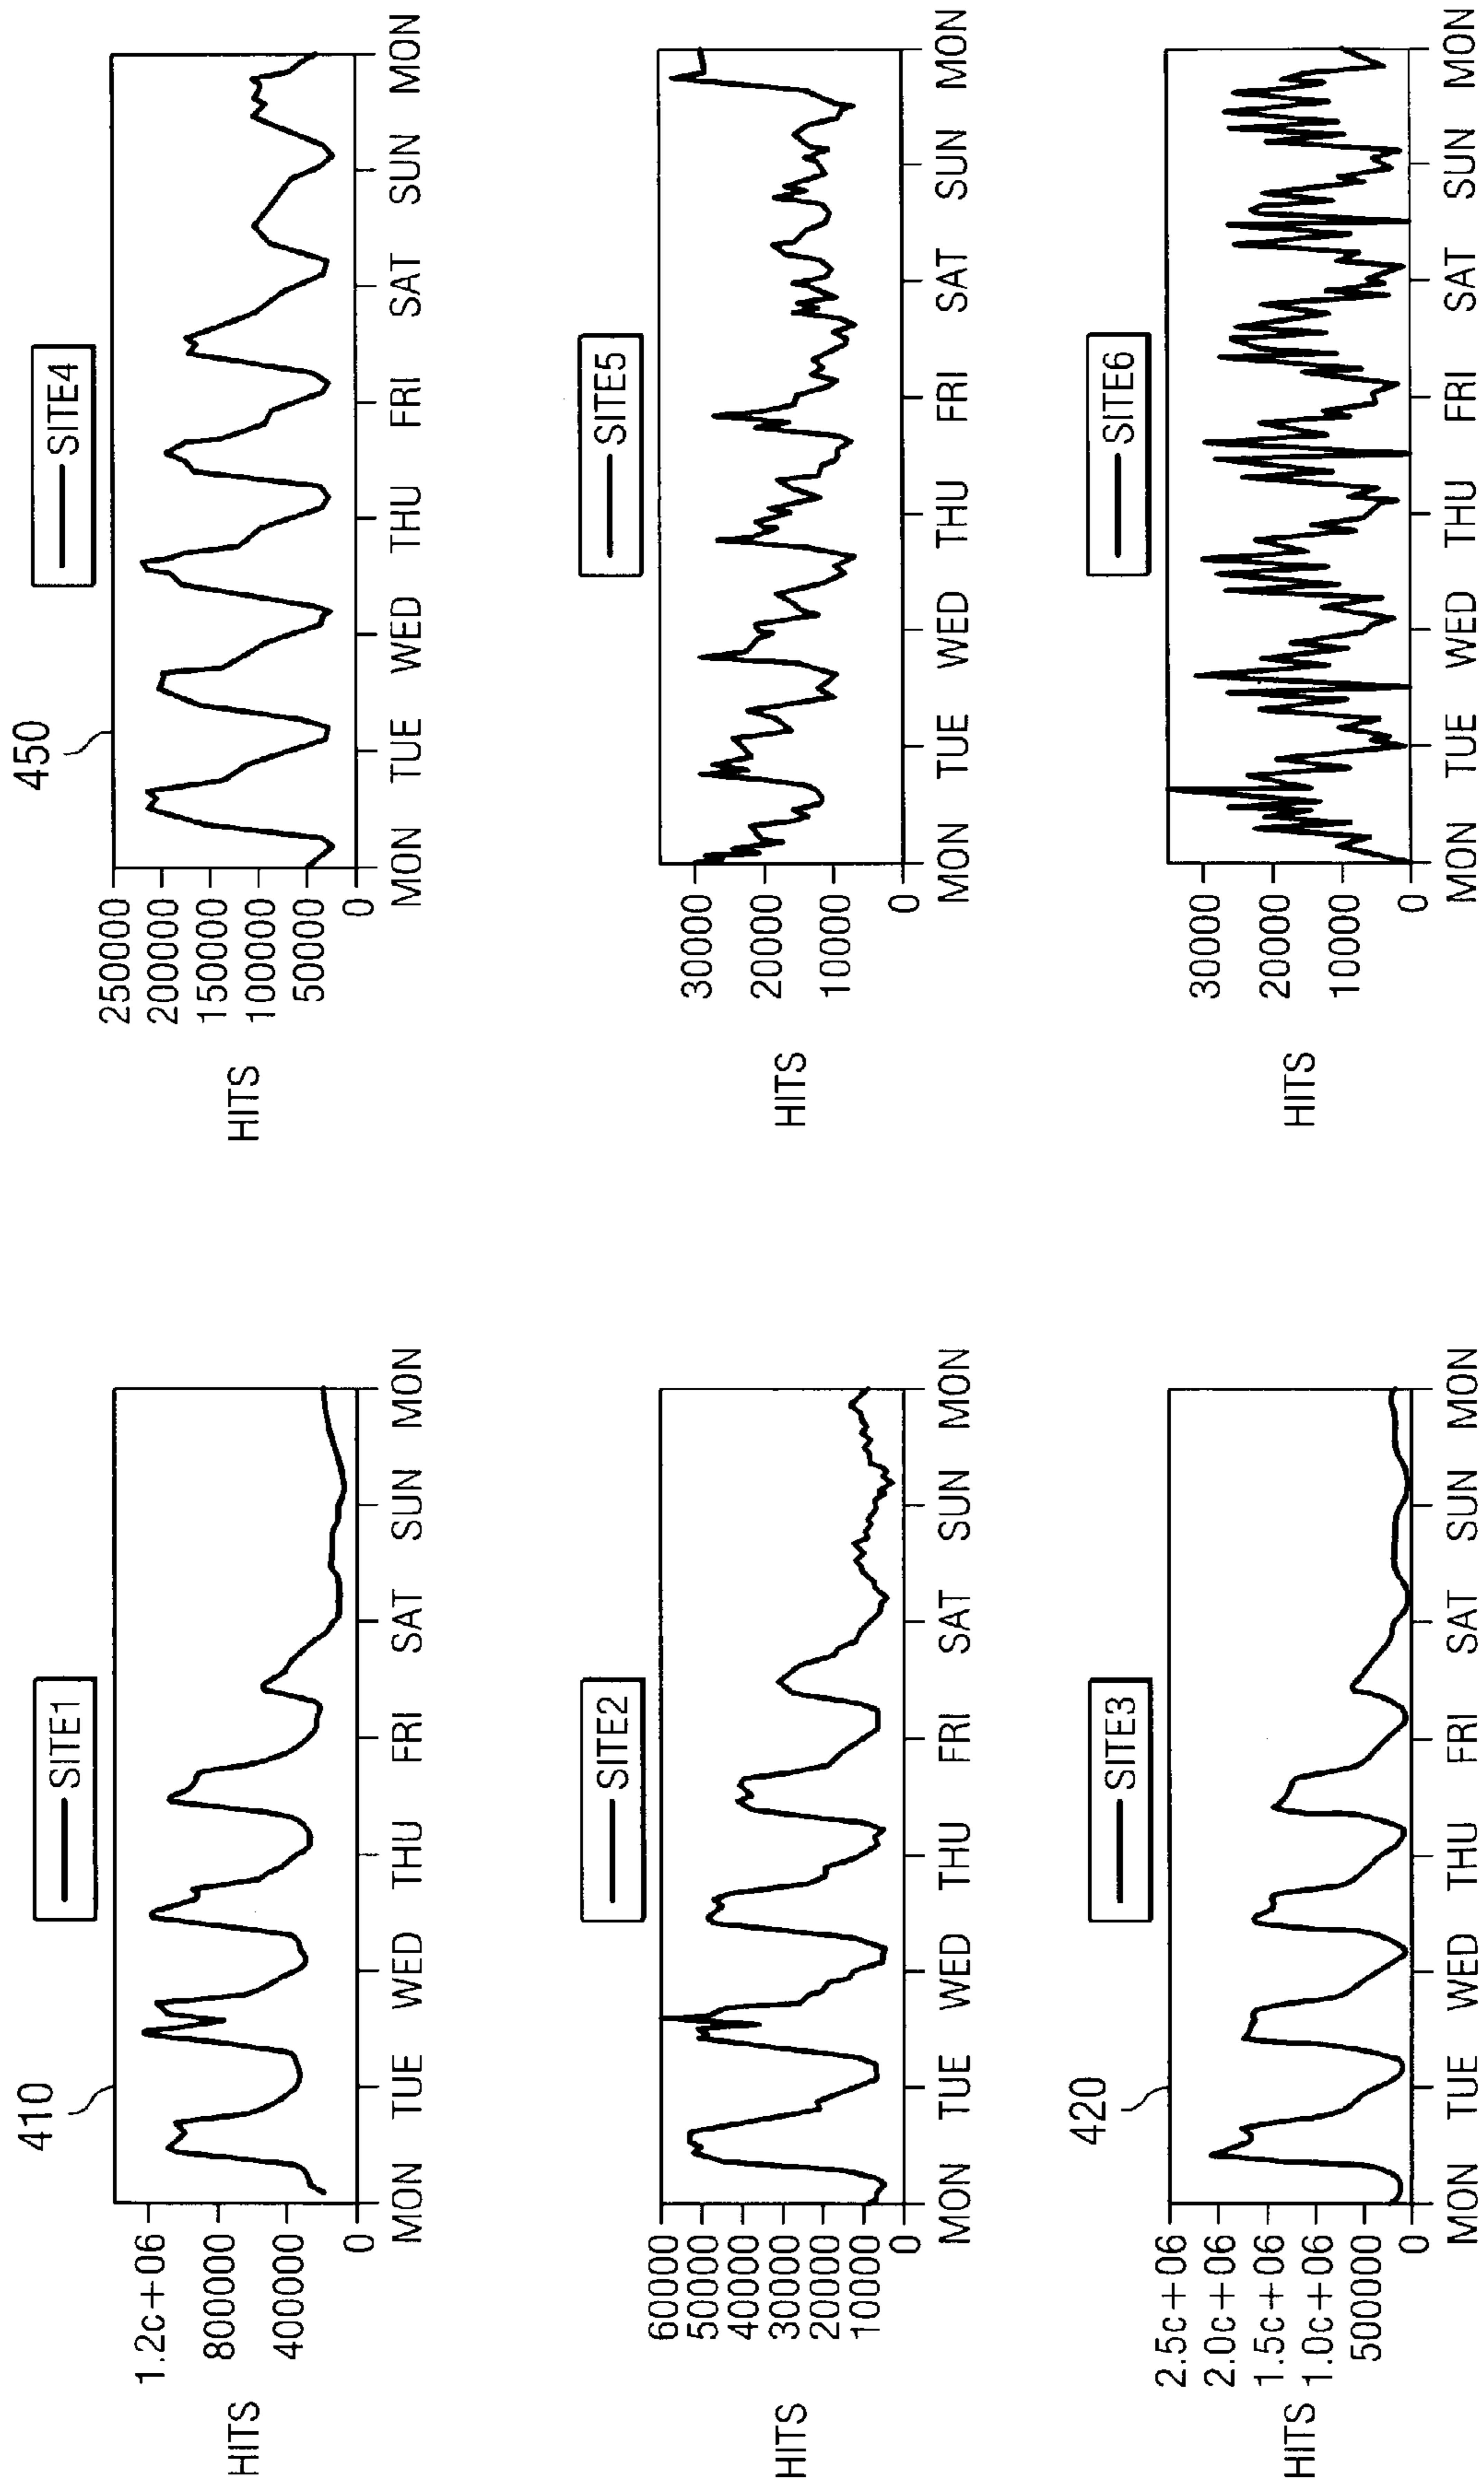 410
SITE1
HITS
1.2c+06
800000
400000
0
MON TUE WED THU FRI SAT SUN MON
SITE2
HITS
60000
50000
40000
30000
20000
10000
0
MON TUE WED THU FRI SAT SUN MON
420
SITE3
HITS
2.5c+06
2.0c+06
1.5c+06
1.0c+06
500000
0
MON TUE WED THU FRI SAT SUN MON
450
SITE4
HITS
250000
200000
150000
100000
50000
0
MON TUE WED THU FRI SAT SUN MON
SITE5
HITS
30000
20000
10000
0
MON TUE WED THU FRI SAT SUN MON
SITE6
HITS
30000
20000
10000
0
MON TUE WED THU FRI SAT SUN MON